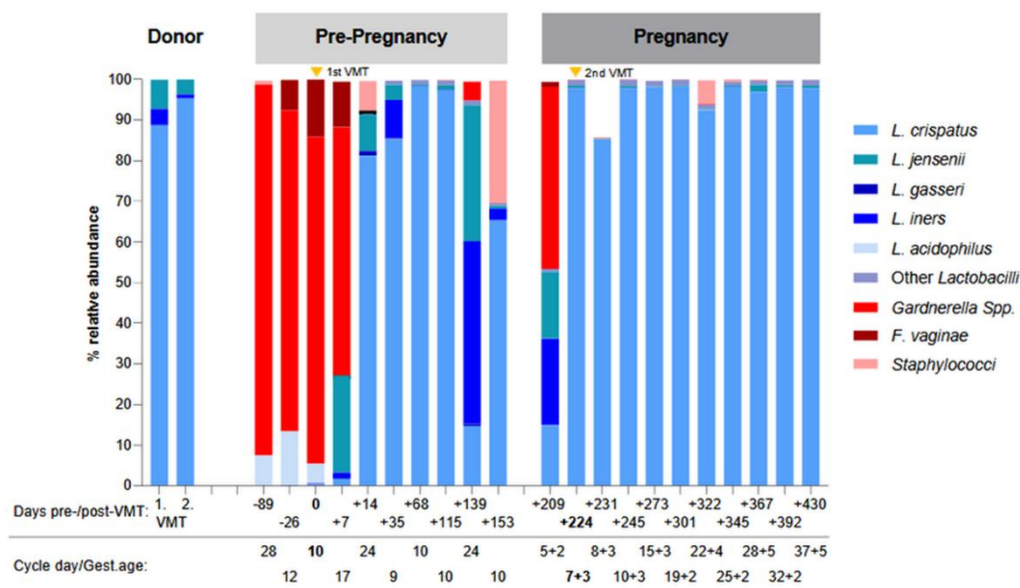 Donor
Pre-Pregnancy
Pregnancy
1st VMT
2nd VMT
% relative abundance
100
90
80
70
60
50
40
30
20
10
0
L. crispatus
L. jensenii
L. gasseri
L. iners
L. acidophilus
Other Lactobacilli
Gardnerella Spp.
F. vaginae
Staphylococci
1. 2. -89 0 +14 +68 +139 +209 +231 +273 +322 +367 +430
Days pre-/post-VMT:
VMT -26 +7 +35 +115 +153 +224 +245 +301 +345 +392
28 10 24 10 24 5+2 8+3 15+3 22+4 28+5 37+5
Cycle day/Gest.age:
12 17 9 10 10 7+3 10+3 19+2 25+2 32+2